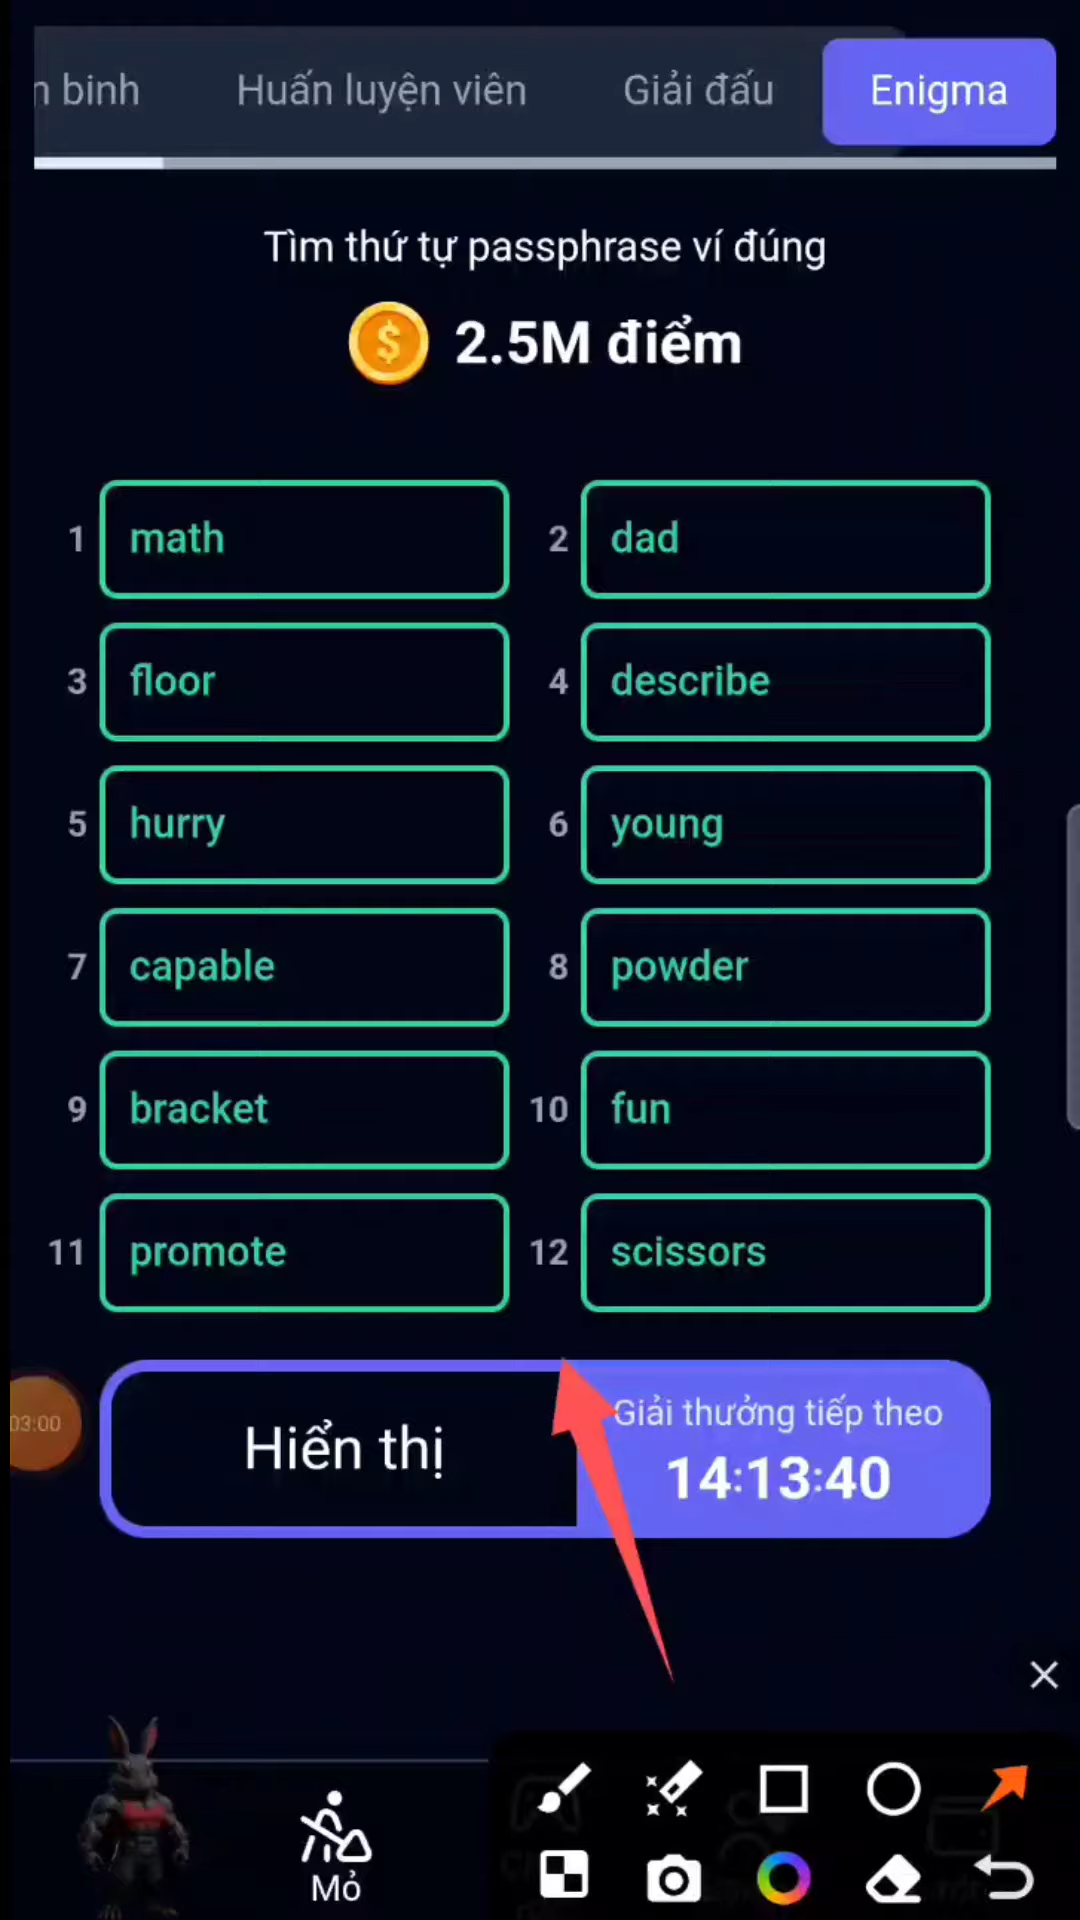 binh Huấn luyện viên Giải đấu Enigma
Tìm thứ tự passphrase ví đúng
$ 2.5M điểm
1 math 2 dad
3 floor 4 describe
5 hurry 6 young
7 capable 8 powder
9 bracket 10 fun
11 promote 12 scissors
03:00
Hiển thị
Giải thưởng tiếp theo
14:13:40
Mỏ